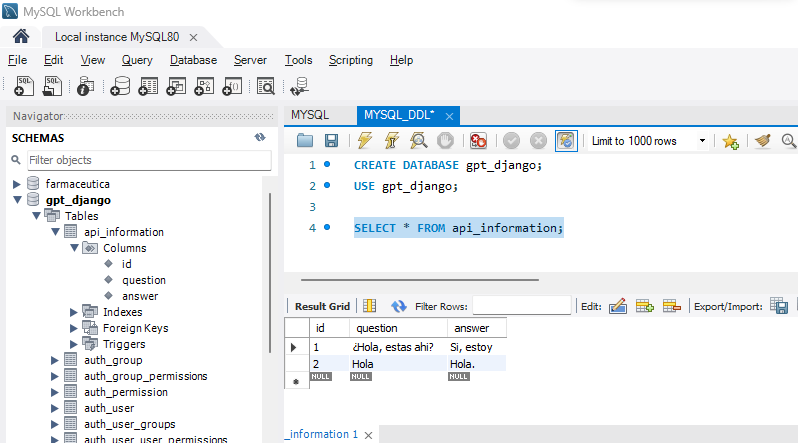 MySQL Workbench
Local instance MySQL80 ×
File Edit View Query Database Server Tools Scripting Help
Navigator
SCHEMAS
Filter objects
farmaceutica
gpt_django
Tables
api_information
Columns
id
question
answer
Indexes
Foreign Keys
Triggers
auth_group
auth_group_permissions
auth_permission
auth_user
auth_user_groups
auth_user_user_permissions
MYSQL MYSQL_DDL* ×
Limit to 1000 rows
1 CREATE DATABASE gpt_django;
2 USE gpt_django;
3
4 SELECT * FROM api_information;
Result Grid Filter Rows: Edit: Export/Import:
id question answer
1 ¿Hola, estas ahi? Si, estoy
2 Hola Hola.
NULL NULL NULL
_information 1 ×